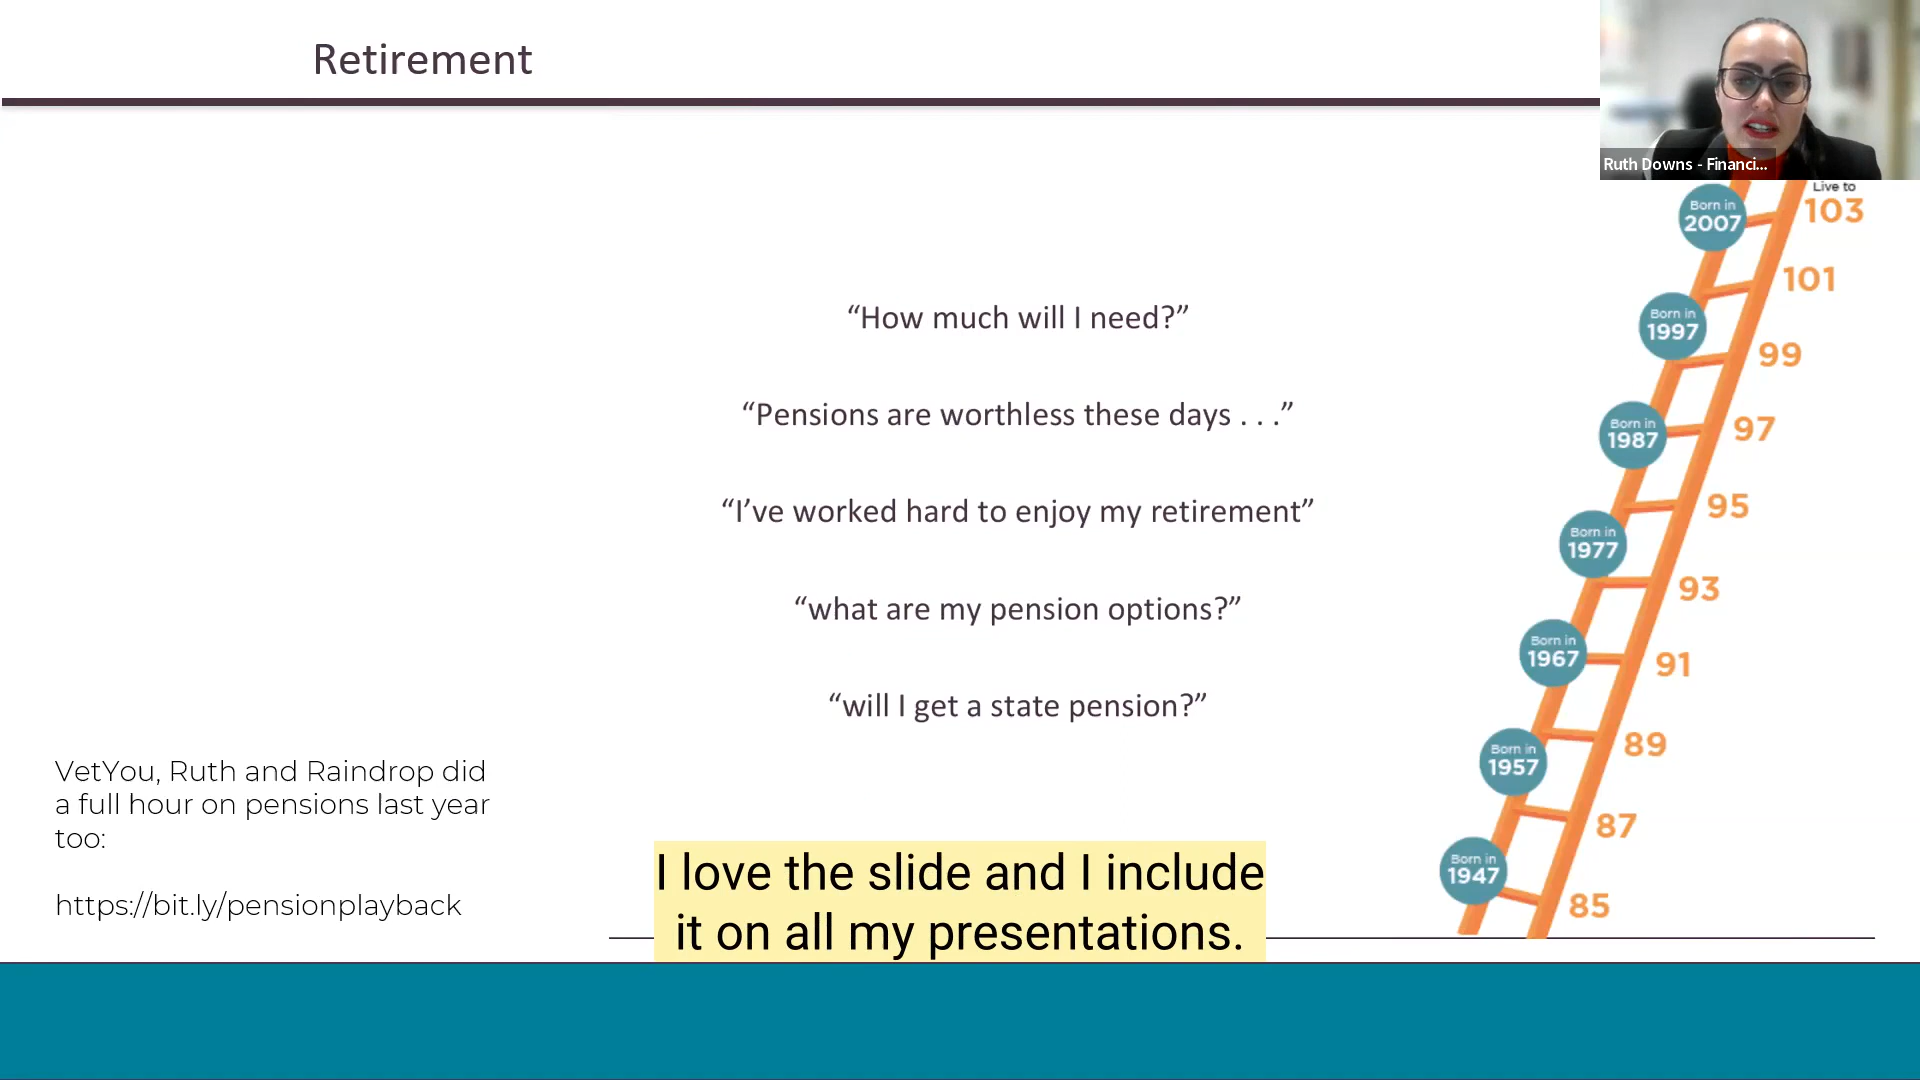 Retirement
Ruth Downs - Financi...
Live to
Born in
2007
103
101
Born in
1997
99
Born in
1987
97
95
Born in
1977
93
Born in
1967
91
89
Born in
1957
87
Born in
1947
85
“How much will I need?”
“Pensions are worthless these days . . .”
“I’ve worked hard to enjoy my retirement”
“what are my pension options?”
“will I get a state pension?”
VetYou, Ruth and Raindrop did
a full hour on pensions last year
too:
https://bit.ly/pensionplayback
I love the slide and I include
it on all my presentations.